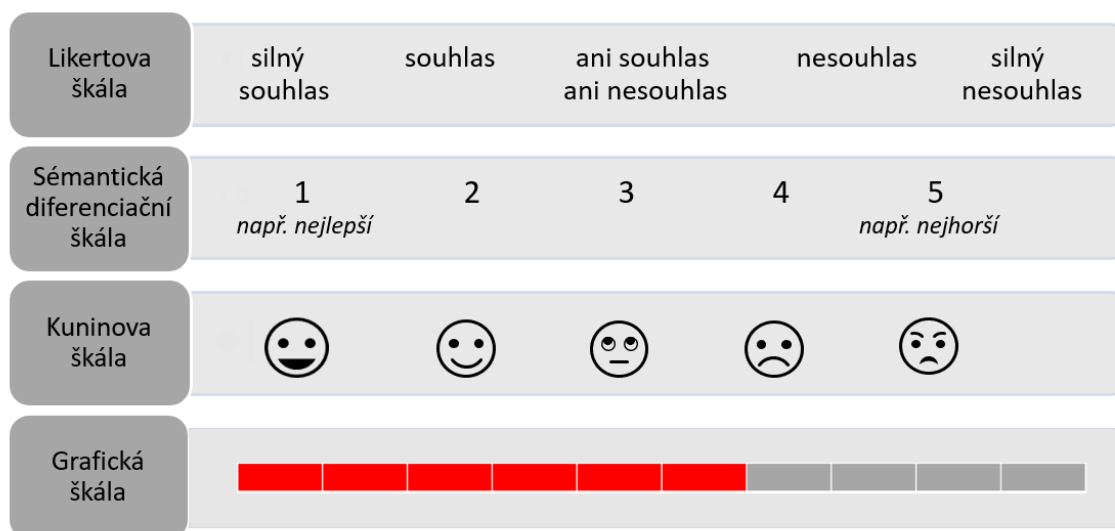 Likertova
škála
silný
souhlas
souhlas
ani souhlas
ani nesouhlas
nesouhlas
silný
nesouhlas
Sémantická
diferenciační
škála
1
např. nejlepší
2
3
4
5
např. nejhorší
Kuninova
škála
Grafická
škála